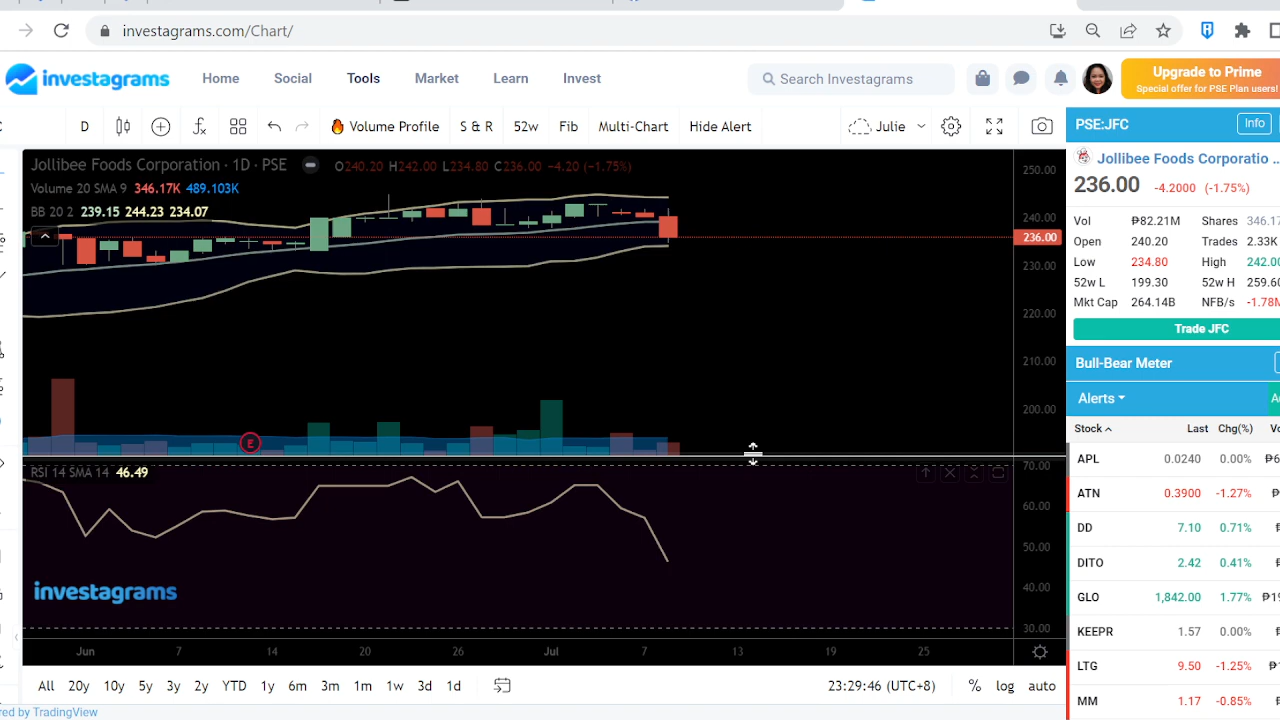 investagrams.com/Chart/
investagrams Home Social Tools Market Learn Invest Search Investagrams Upgrade to Prime
Special offer for PSE Plan users!
D Volume Profile S & R 52w Fib Multi-Chart Hide Alert Julie
PSE:JFC Info
Jollibee Foods Corporation · 1D · PSE O240.20 H242.00 L234.80 C236.00 -4.20 (-1.75%)
Volume 20 SMA 9 346.17K 489.103K
BB 20 2 239.15 244.23 234.07
250.00
240.00
236.00
230.00
220.00
210.00
200.00
E
RSI 14 SMA 14 46.49
70.00
60.00
50.00
40.00
30.00
investagrams
Jun 7 14 20 26 Jul 7 13 19 25
All 20y 10y 5y 3y 2y YTD 1y 6m 3m 1m 1w 3d 1d 23:29:46 (UTC+8) % log auto
ed by TradingView
Jollibee Foods Corporatio ..
236.00 -4.2000 (-1.75%)
Vol ₱82.21M Shares 346.17
Open 240.20 Trades 2.33K
Low 234.80 High 242.00
52w L 199.30 52w H 259.60
Mkt Cap 264.14B NFB/s -1.78M
Trade JFC
Bull-Bear Meter
Alerts
Stock Last Chg(%)
APL 0.0240 0.00% ₱6
ATN 0.3900 -1.27%
DD 7.10 0.71%
DITO 2.42 0.41%
GLO 1,842.00 1.77% ₱19
KEEPR 1.57 0.00%
LTG 9.50 -1.25%
MM 1.17 -0.85%